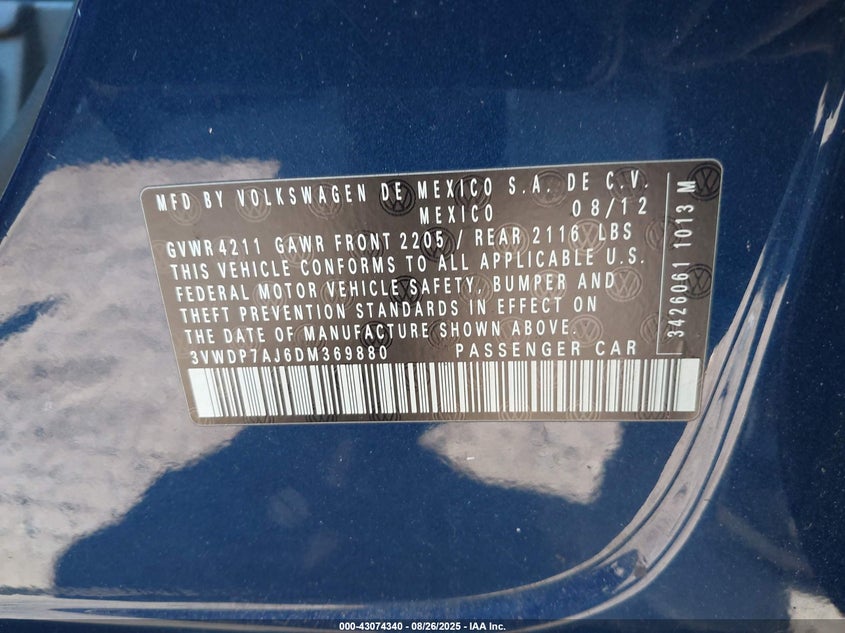 MFD BY VOLKSWAGEN DE MEXICO S.A. DE C.V.
MEXICO 08/12
GVWR 4211 GAWR FRONT 2205 REAR 2116 LBS
THIS VEHICLE CONFORMS TO ALL APPLICABLE U.S.
FEDERAL MOTOR VEHICLE SAFETY, BUMPER AND
THEFT PREVENTION STANDARDS IN EFFECT ON
THE DATE OF MANUFACTURE SHOWN ABOVE.
3VWDP7AJ6DM369880 PASSENGER CAR
3426061 1013 M
000-43074340 - 08/26/2025 - IAA Inc.